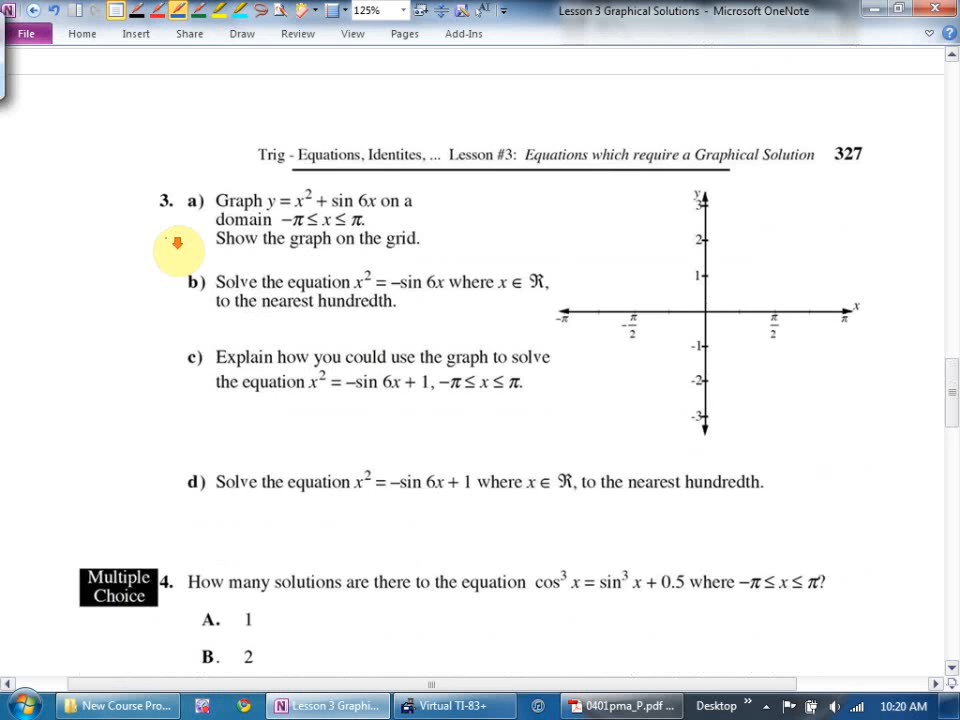 125%
Lesson 3 Graphical Solutions - Microsoft OneNote
File Home Insert Share Draw Review View Pages Add-Ins
Trig - Equations, Identites, ... Lesson #3: Equations which require a Graphical Solution 327
3. a) Graph y = x² + sin 6x on a
domain −π ≤ x ≤ π.
Show the graph on the grid.
b) Solve the equation x² = –sin 6x where x ∈ ℜ,
to the nearest hundredth.
c) Explain how you could use the graph to solve
the equation x² = –sin 6x + 1, −π ≤ x ≤ π.
y
3
2
1
x
-π -π/2 π/2 π
-1
-2
-3
d) Solve the equation x² = –sin 6x + 1 where x ∈ ℜ, to the nearest hundredth.
Multiple
Choice
4. How many solutions are there to the equation cos³ x = sin³ x + 0.5 where −π ≤ x ≤ π?
A. 1
B. 2
New Course Pro... Lesson 3 Graphi... Virtual TI-83+ 0401pma_P.pdf ... Desktop 10:20 AM